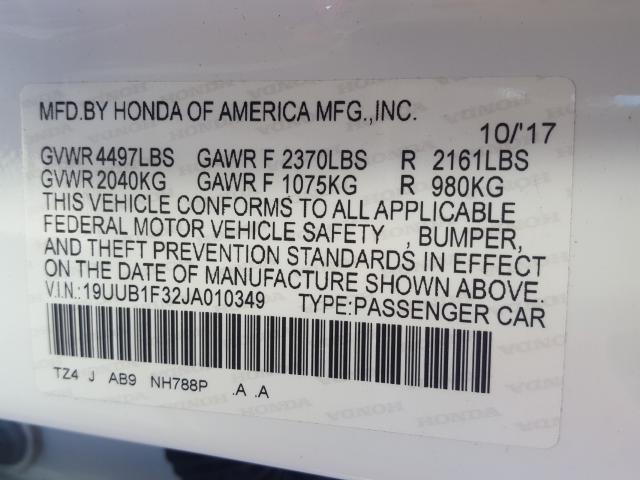 MFD.BY HONDA OF AMERICA MFG.,INC.
10/'17
GVWR 4497LBS GAWR F 2370LBS R 2161LBS
GVWR 2040KG GAWR F 1075KG R 980KG
THIS VEHICLE CONFORMS TO ALL APPLICABLE
FEDERAL MOTOR VEHICLE SAFETY , BUMPER,
AND THEFT PREVENTION STANDARDS IN EFFECT
ON THE DATE OF MANUFACTURE SHOWN ABOVE.
V.I.N.: 19UUB1F32JA010349 TYPE:PASSENGER CAR
TZ4 J AB9 NH788P .A .A